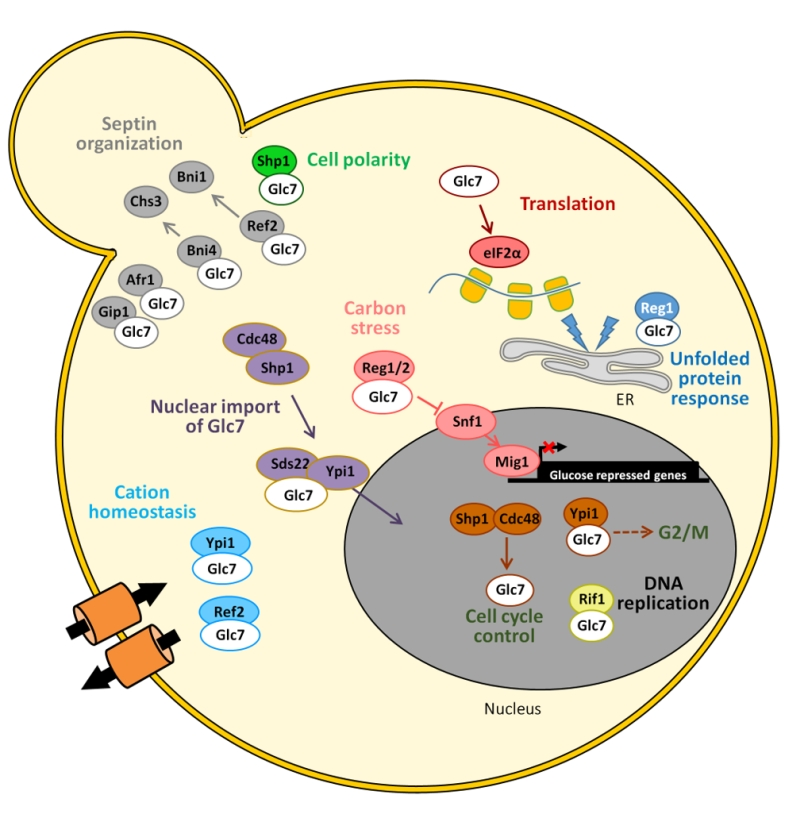 Septin
organization
Bni1
Chs3
Shp1
Glc7
Cell polarity
Ref2
Glc7
Bni4
Glc7
Afr1
Glc7
Gip1
Glc7
Glc7
Translation
eIF2α
Reg1
Glc7
Unfolded
protein
response
ER
Carbon
stress
Reg1/2
Glc7
Snf1
Mig1
Glucose repressed genes
Cdc48
Shp1
Nuclear import
of Glc7
Sds22
Ypi1
Glc7
Cation
homeostasis
Ypi1
Glc7
Ref2
Glc7
Shp1
Cdc48
Glc7
Cell cycle
control
Ypi1
Glc7
G2/M
DNA
replication
Rif1
Glc7
Nucleus